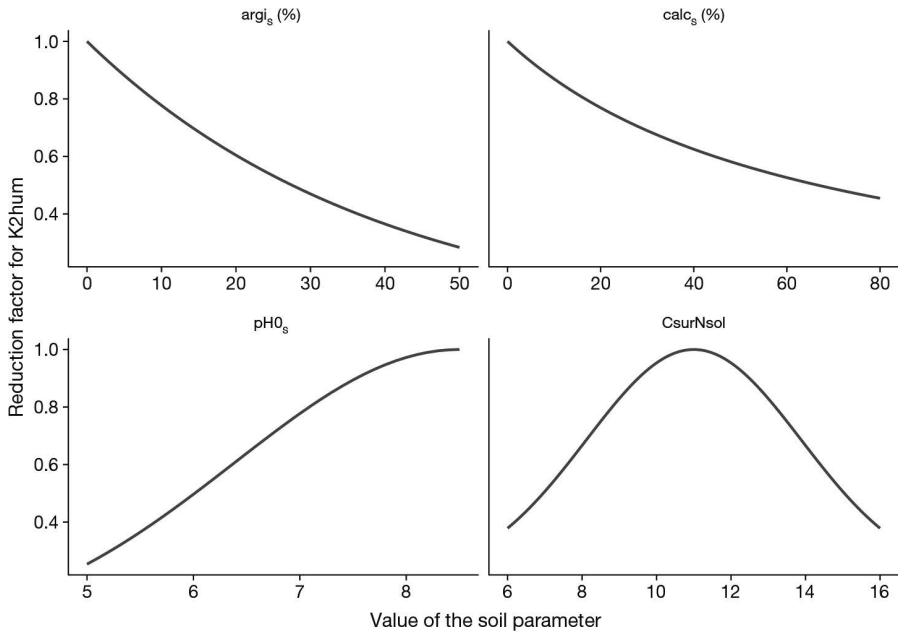 argiₛ (%)
calcₛ (%)
1.0
0.8
0.6
0.4
0 10 20 30 40 50
0 20 40 60 80
pH0ₛ
CsurNsol
1.0
0.8
0.6
0.4
5 6 7 8
6 8 10 12 14 16
Reduction factor for K2hum
Value of the soil parameter